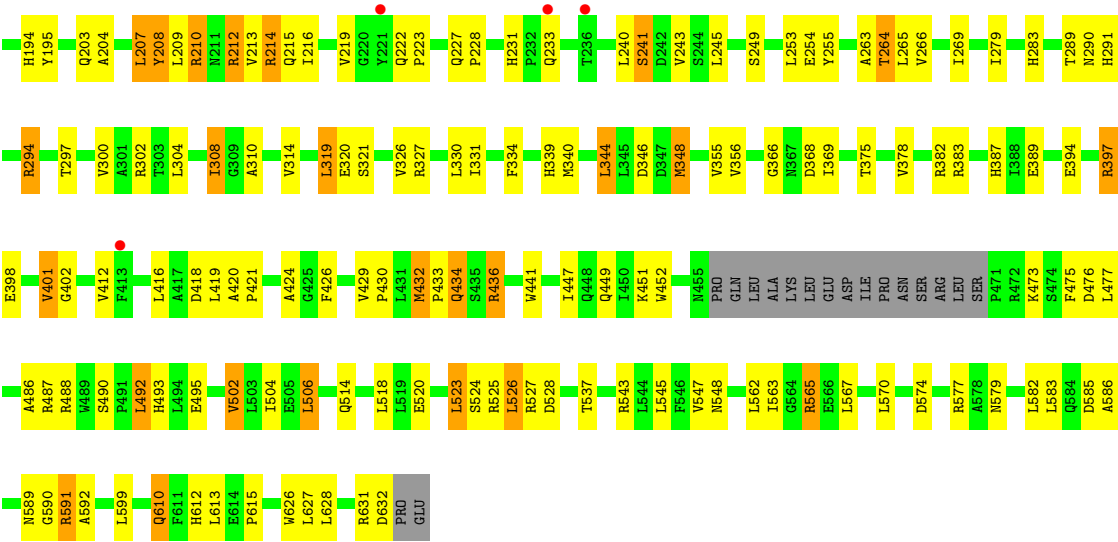 H194 Y195 Q203 A204 L207 Y208 L209 R210 N211 R212 V213 R214 Q215 I216 V219 G220 Y221 Q222 P223 Q227 P228 H231 P232 Q233 T236 L240 S241 D242 V243 S244 L245 S249 L253 E254 Y255 A263 T264 L265 V266 I269 I279 H283 T289 N290 H291
R294 T297 V300 A301 R302 T303 L304 I308 G309 A310 V314 L319 E320 S321 V326 R327 L330 I331 F334 H339 M340 L344 L345 D346 D347 M348 V355 V356 G366 N367 D368 I369 T375 V378 R382 R383 H387 I388 E389 E394 R397
E398 V401 G402 V412 F413 L416 A417 D418 L419 A420 P421 A424 G425 F426 V429 P430 L431 M432 P433 Q434 S435 R436 W441 I447 Q448 Q449 I450 K451 W452 N455 PRO GLN LEU ALA LYS LEU GLU ASP ILE PRO ASN SER ARG LEU SER P471 R472 K473 S474 F475 D476 L477
A486 R487 R488 W489 S490 P491 L492 H493 L494 E495 V502 L503 I504 E505 L506 Q514 L518 L519 E520 L523 S524 R525 L526 R527 D528 T537 R543 L544 L545 F546 V547 N548 L562 I563 G564 R565 E566 L567 L570 D574 R577 A578 N579 L582 L583 Q584 D585 A586
N589 G590 R591 A592 L599 Q610 F611 H612 L613 E614 P615 W626 L627 L628 R631 D632 PRO GLU